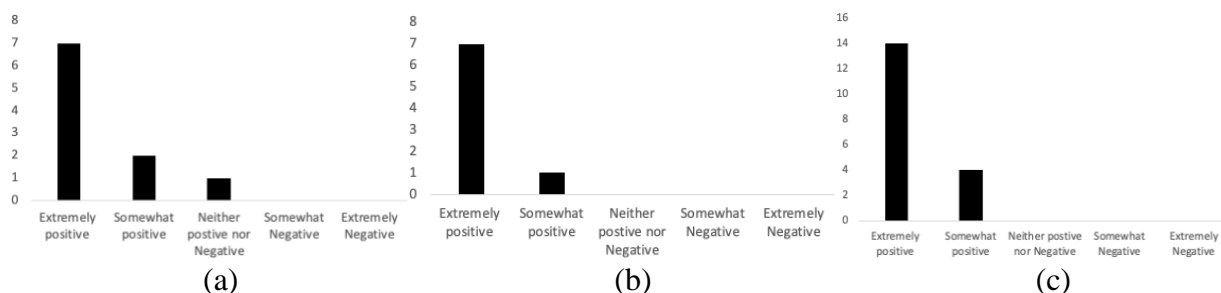 8
7
6
5
4
3
2
1
0
Extremely positive
Somewhat positive
Neither postive nor Negative
Somewhat Negative
Extremely Negative
(a)
8
7
6
5
4
3
2
1
0
Extremely positive
Somewhat positive
Neither postive nor Negative
Somewhat Negative
Extremely Negative
(b)
16
14
12
10
8
6
4
2
0
Extremely positive
Somewhat positive
Neither postive nor Negative
Somewhat Negative
Extremely Negative
(c)